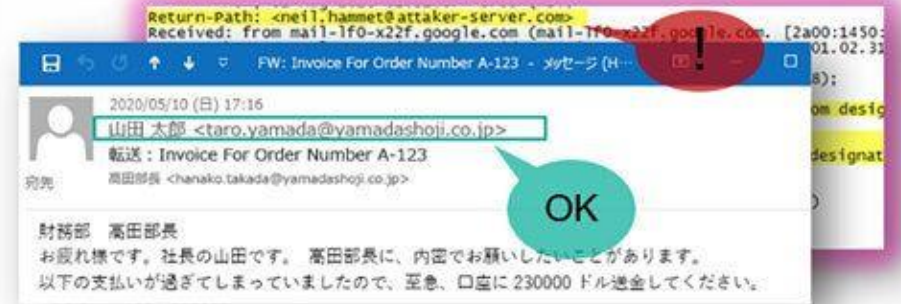 Return-Path: <neil.hammet@attaker-server.com>
Received: from mail-lf0-x22f.google.com (mail-lf0-x22f.google.com. [2a00:1450:
01.02.31
FW: Invoice For Order Number A-123 - メッセージ (H…
8);
2020/05/10 (日) 17:16
om desig
山田 太郎 <taro.yamada@yamadashoji.co.jp>
転送 : Invoice For Order Number A-123
designat
宛先
高田部長 <hanako.takada@yamadashoji.co.jp>
OK
!
財務部 高田部長
お疲れ様です。社長の山田です。 高田部長に、内密でお願いしたいことがあります。
以下の支払いが過ぎてしまっていましたので、至急、口座に 230000 ドル送金してください。